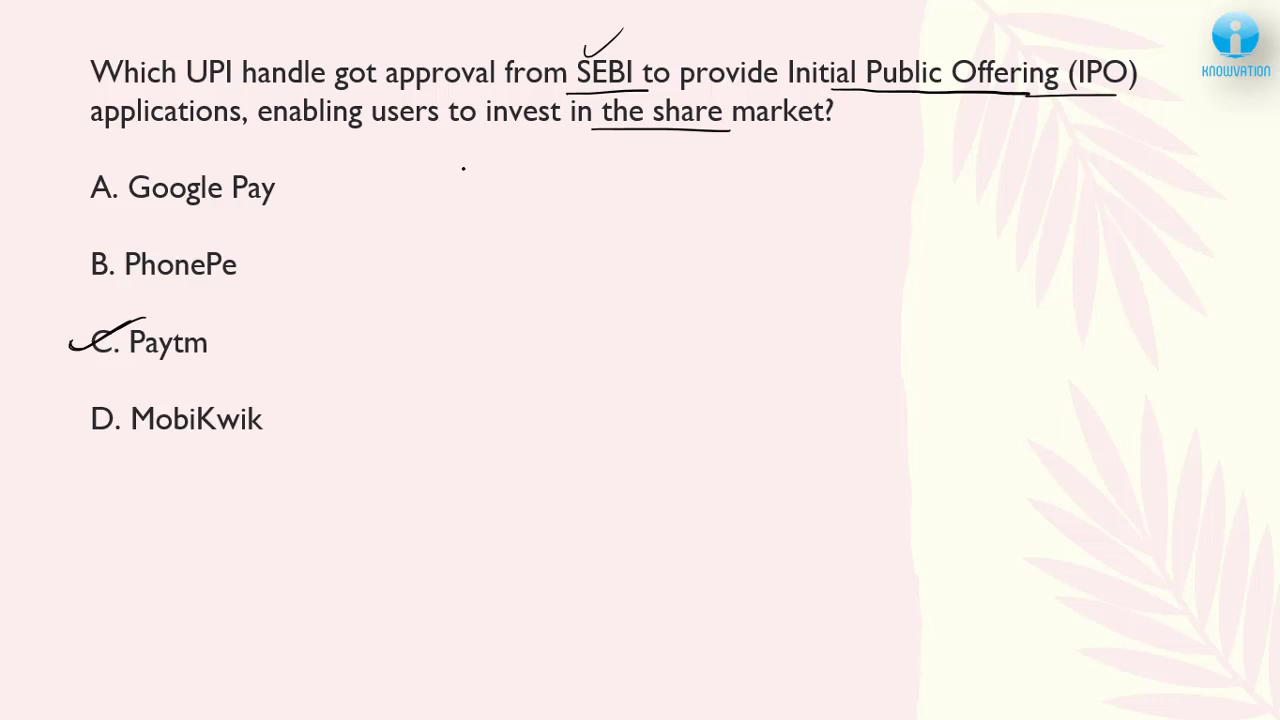 Which UPI handle got approval from SEBI to provide Initial Public Offering (IPO)
applications, enabling users to invest in the share market?
A. Google Pay
B. PhonePe
C. Paytm
D. MobiKwik
i
KNOWVATION